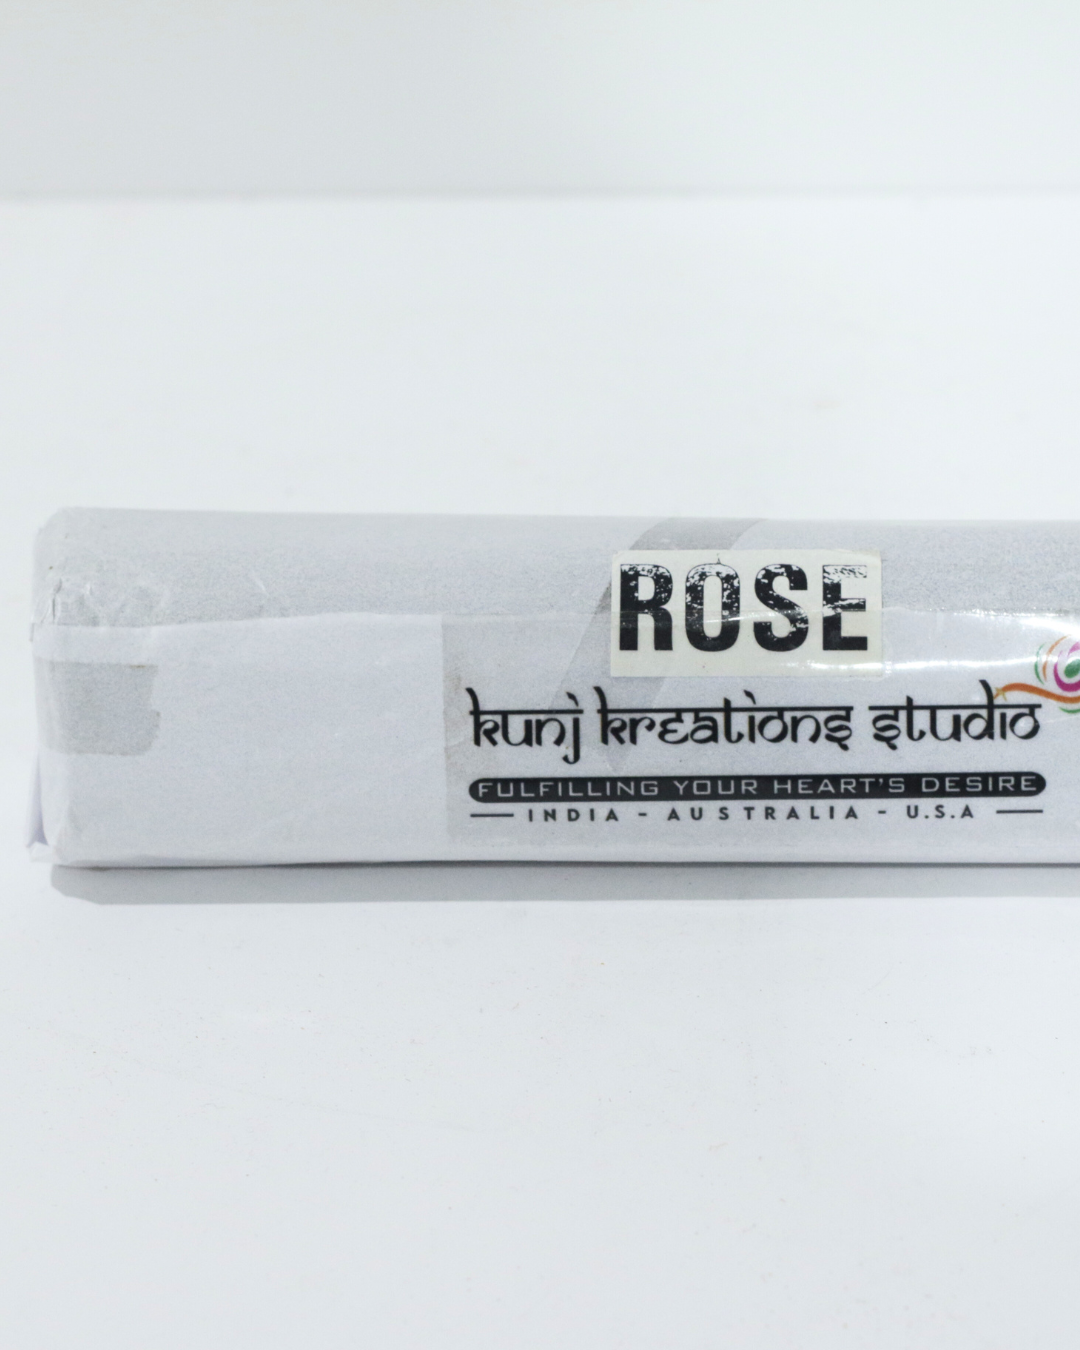 ROSE
kunj kreations studio
FULFILLING YOUR HEART'S DESIRE
INDIA - AUSTRALIA - U.S.A